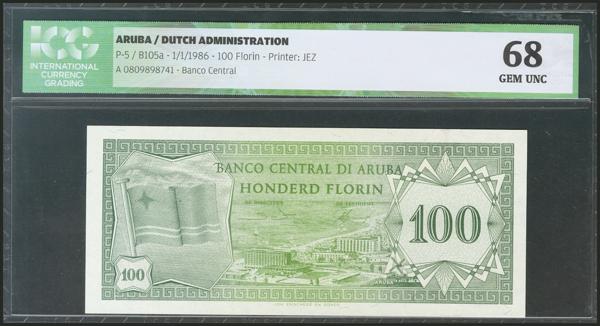 ICG
INTERNATIONAL
CURRENCY
GRADING
ARUBA / DUTCH ADMINISTRATION
P-5 / B105a - 1/1/1986 - 100 Florin - Printer: JEZ
A 0809898741 - Banco Central
68
GEM UNC
BANCO CENTRAL DI ARUBA
HONDERD FLORIN
100
100